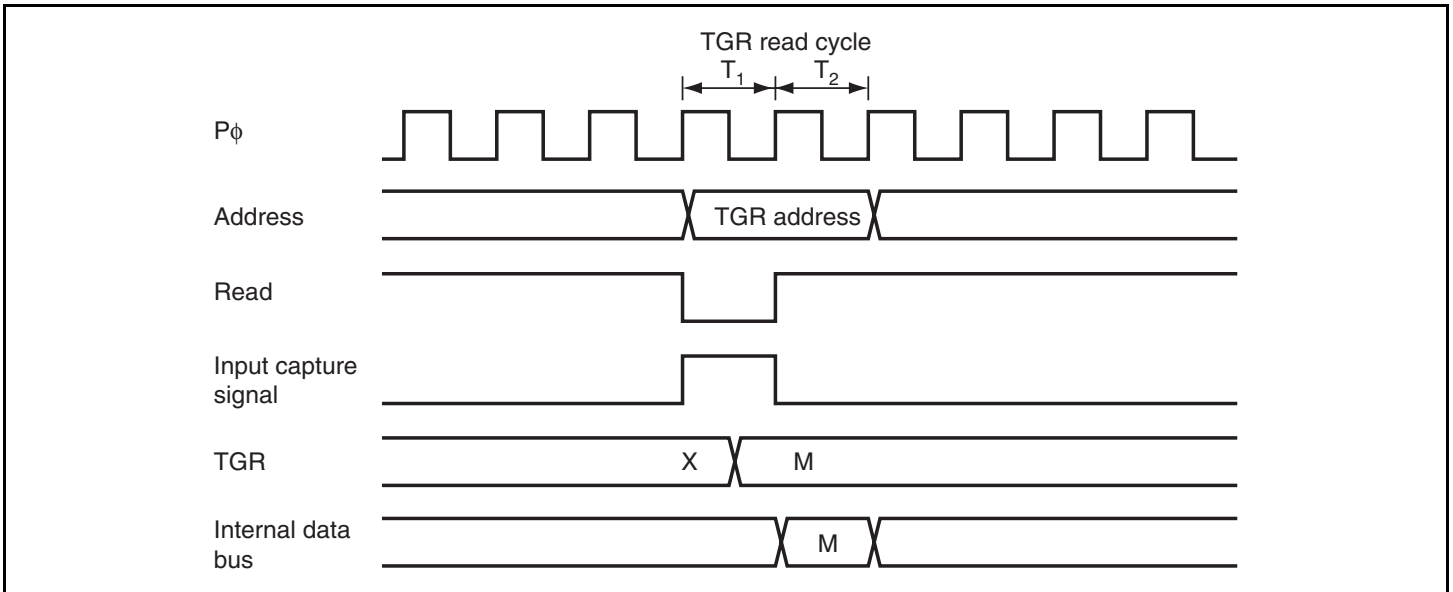 TGR read cycle
T1 T2
Pϕ
Address TGR address
Read
Input capture
signal
TGR X M
Internal data
bus M